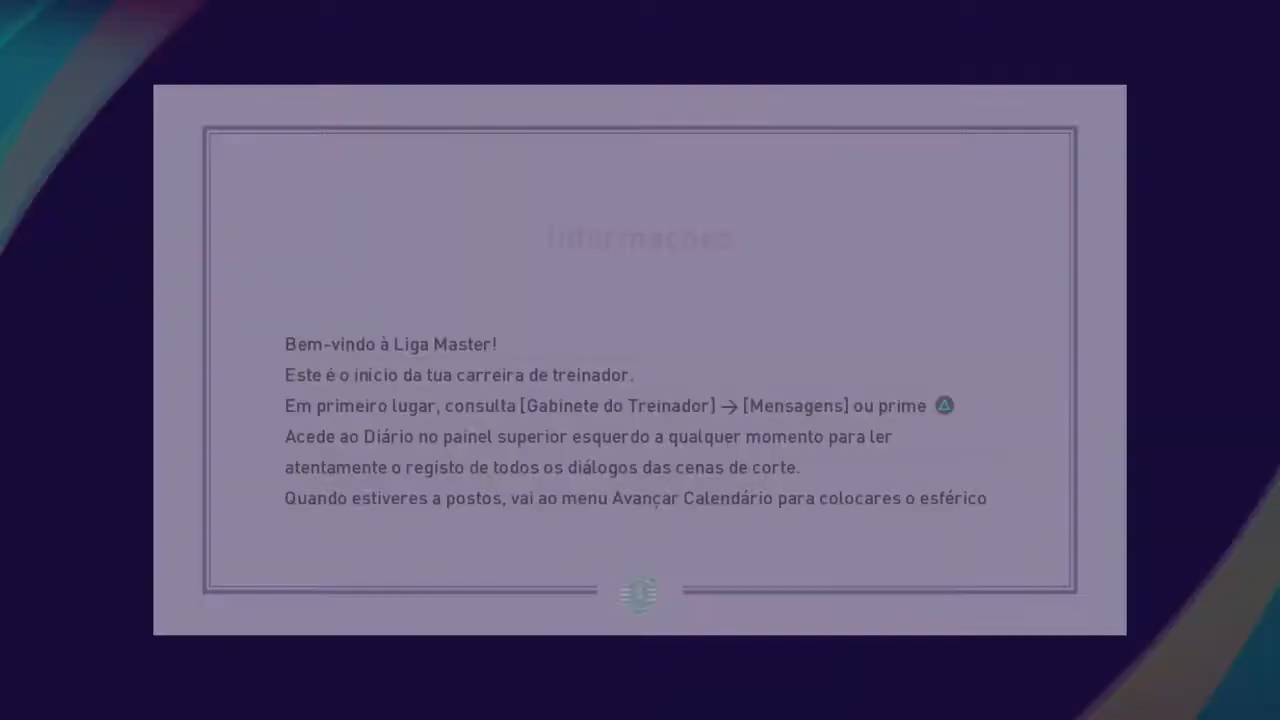 Informações
Bem-vindo à Liga Master!
Este é o início da tua carreira de treinador.
Em primeiro lugar, consulta [Gabinete do Treinador] → [Mensagens] ou prime
Acede ao Diário no painel superior esquerdo a qualquer momento para ler
atentamente o registo de todos os diálogos das cenas de corte.
Quando estiveres a postos, vai ao menu Avançar Calendário para colocares o esférico